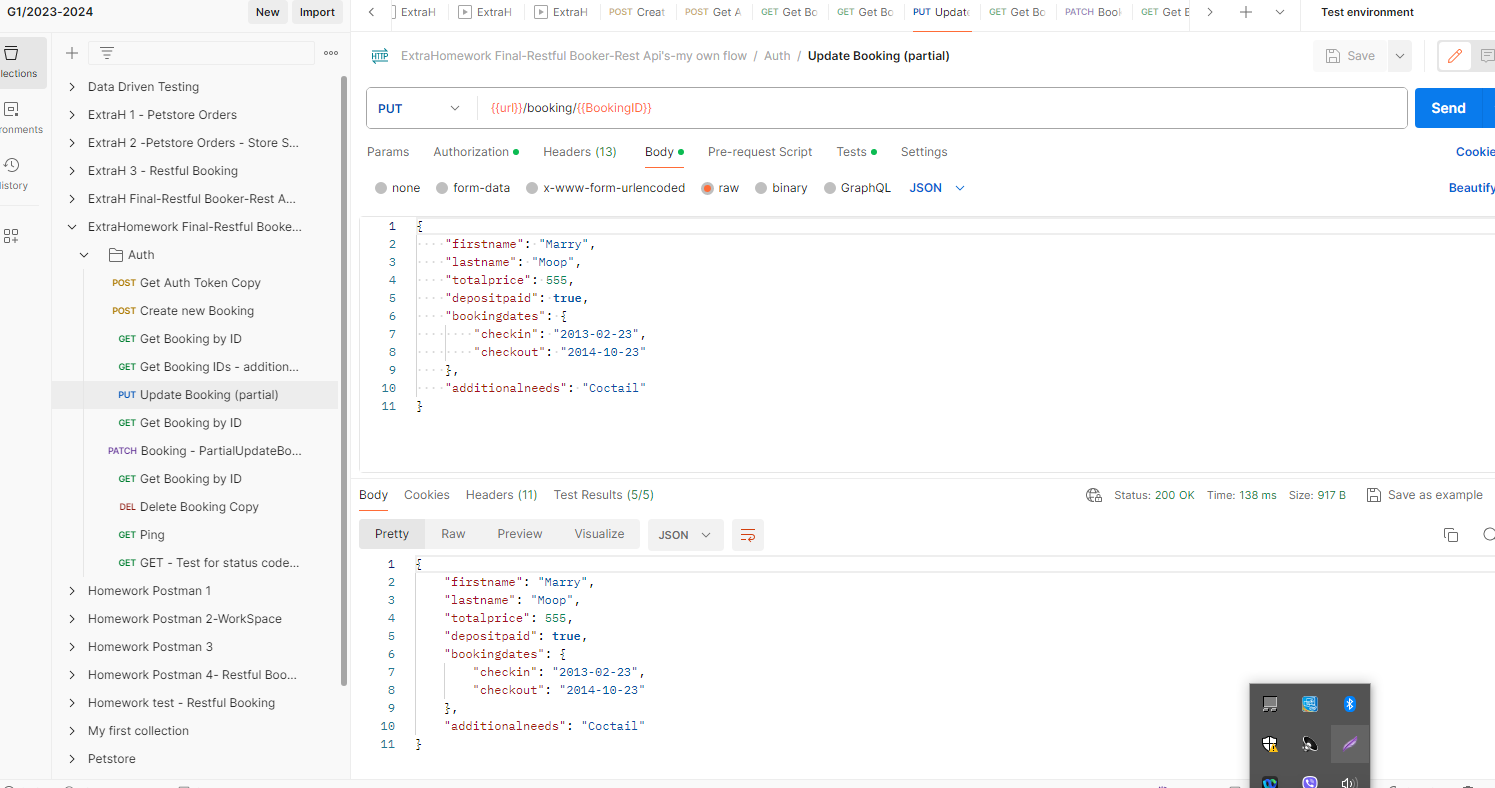 G1/2023-2024
New
Import
ExtraH
ExtraH
ExtraH
POST Creat
POST Get A
GET Get Bo
GET Get Bo
PUT Update
GET Get Bo
PATCH Book
GET Get B
Test environment
lections
ronments
istory
Data Driven Testing
ExtraH 1 - Petstore Orders
ExtraH 2 -Petstore Orders - Store S...
ExtraH 3 - Restful Booking
ExtraH Final-Restful Booker-Rest A...
ExtraHomework Final-Restful Booke...
Auth
POST Get Auth Token Copy
POST Create new Booking
GET Get Booking by ID
GET Get Booking IDs - addition...
PUT Update Booking (partial)
GET Get Booking by ID
PATCH Booking - PartialUpdateBo...
GET Get Booking by ID
DEL Delete Booking Copy
GET Ping
GET GET - Test for status code...
Homework Postman 1
Homework Postman 2-WorkSpace
Homework Postman 3
Homework Postman 4- Restful Boo...
Homework test - Restful Booking
My first collection
Petstore
HTTP ExtraHomework Final-Restful Booker-Rest Api's-my own flow / Auth / Update Booking (partial)
Save
PUT {{url}}/booking/{{BookingID}}
Send
Params Authorization Headers (13) Body Pre-request Script Tests Settings
Cookie
none form-data x-www-form-urlencoded raw binary GraphQL JSON
Beautify
1 {
2 "firstname": "Marry",
3 "lastname": "Moop",
4 "totalprice": 555,
5 "depositpaid": true,
6 "bookingdates": {
7 "checkin": "2013-02-23",
8 "checkout": "2014-10-23"
9 },
10 "additionalneeds": "Coctail"
11 }
Body Cookies Headers (11) Test Results (5/5)
Status: 200 OK Time: 138 ms Size: 917 B Save as example
Pretty Raw Preview Visualize JSON
1 {
2 "firstname": "Marry",
3 "lastname": "Moop",
4 "totalprice": 555,
5 "depositpaid": true,
6 "bookingdates": {
7 "checkin": "2013-02-23",
8 "checkout": "2014-10-23"
9 },
10 "additionalneeds": "Coctail"
11 }